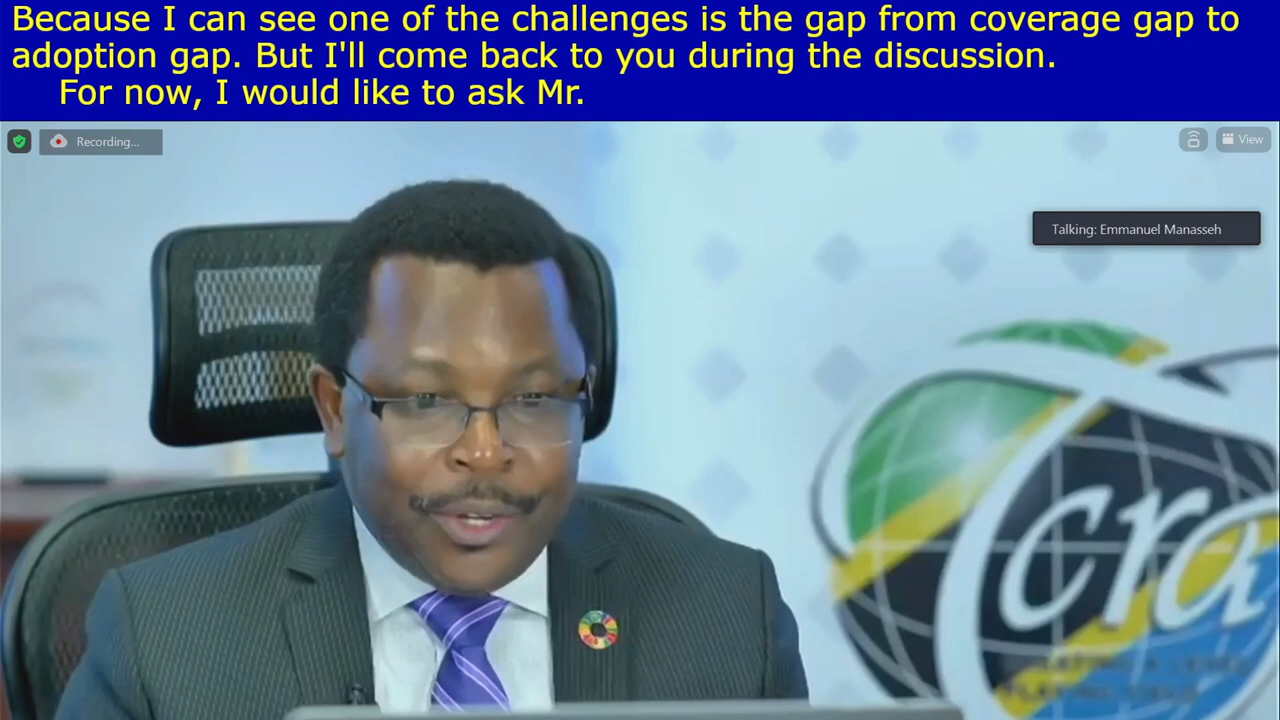 Because I can see one of the challenges is the gap from coverage gap to
adoption gap. But I'll come back to you during the discussion.
For now, I would like to ask Mr.
Recording...
View
Talking: Emmanuel Manasseh
cra